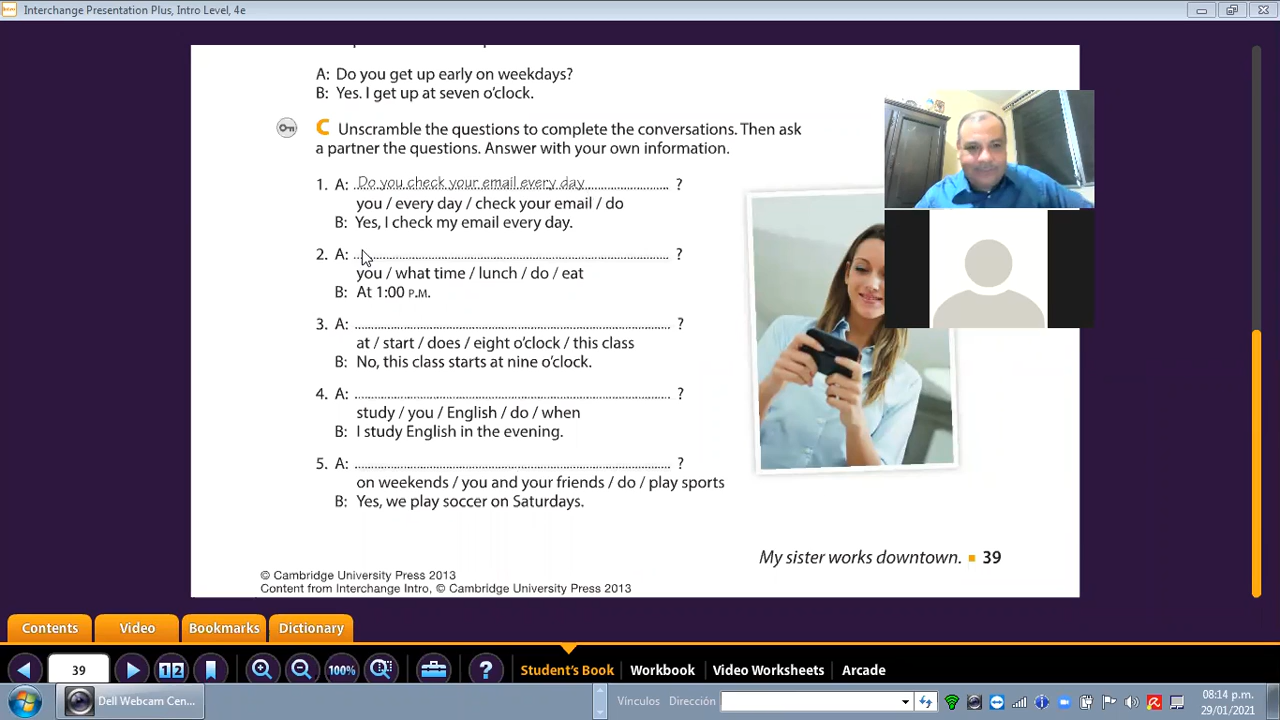 Interchange Presentation Plus, Intro Level, 4e
A: Do you get up early on weekdays?
B: Yes. I get up at seven o'clock.
C Unscramble the questions to complete the conversations. Then ask
a partner the questions. Answer with your own information.
1. A: Do you check your email every day ?
you / every day / check your email / do
B: Yes, I check my email every day.
2. A: ?
you / what time / lunch / do / eat
B: At 1:00 P.M.
3. A: ?
at / start / does / eight o'clock / this class
B: No, this class starts at nine o'clock.
4. A: ?
study / you / English / do / when
B: I study English in the evening.
5. A: ?
on weekends / you and your friends / do / play sports
B: Yes, we play soccer on Saturdays.
My sister works downtown. 39
© Cambridge University Press 2013
Content from Interchange Intro, © Cambridge University Press 2013
Contents Video Bookmarks Dictionary
39 12 100% ? Student's Book Workbook Video Worksheets Arcade
Dell Webcam Cen... Vínculos Dirección 08:14 p.m.
29/01/2021